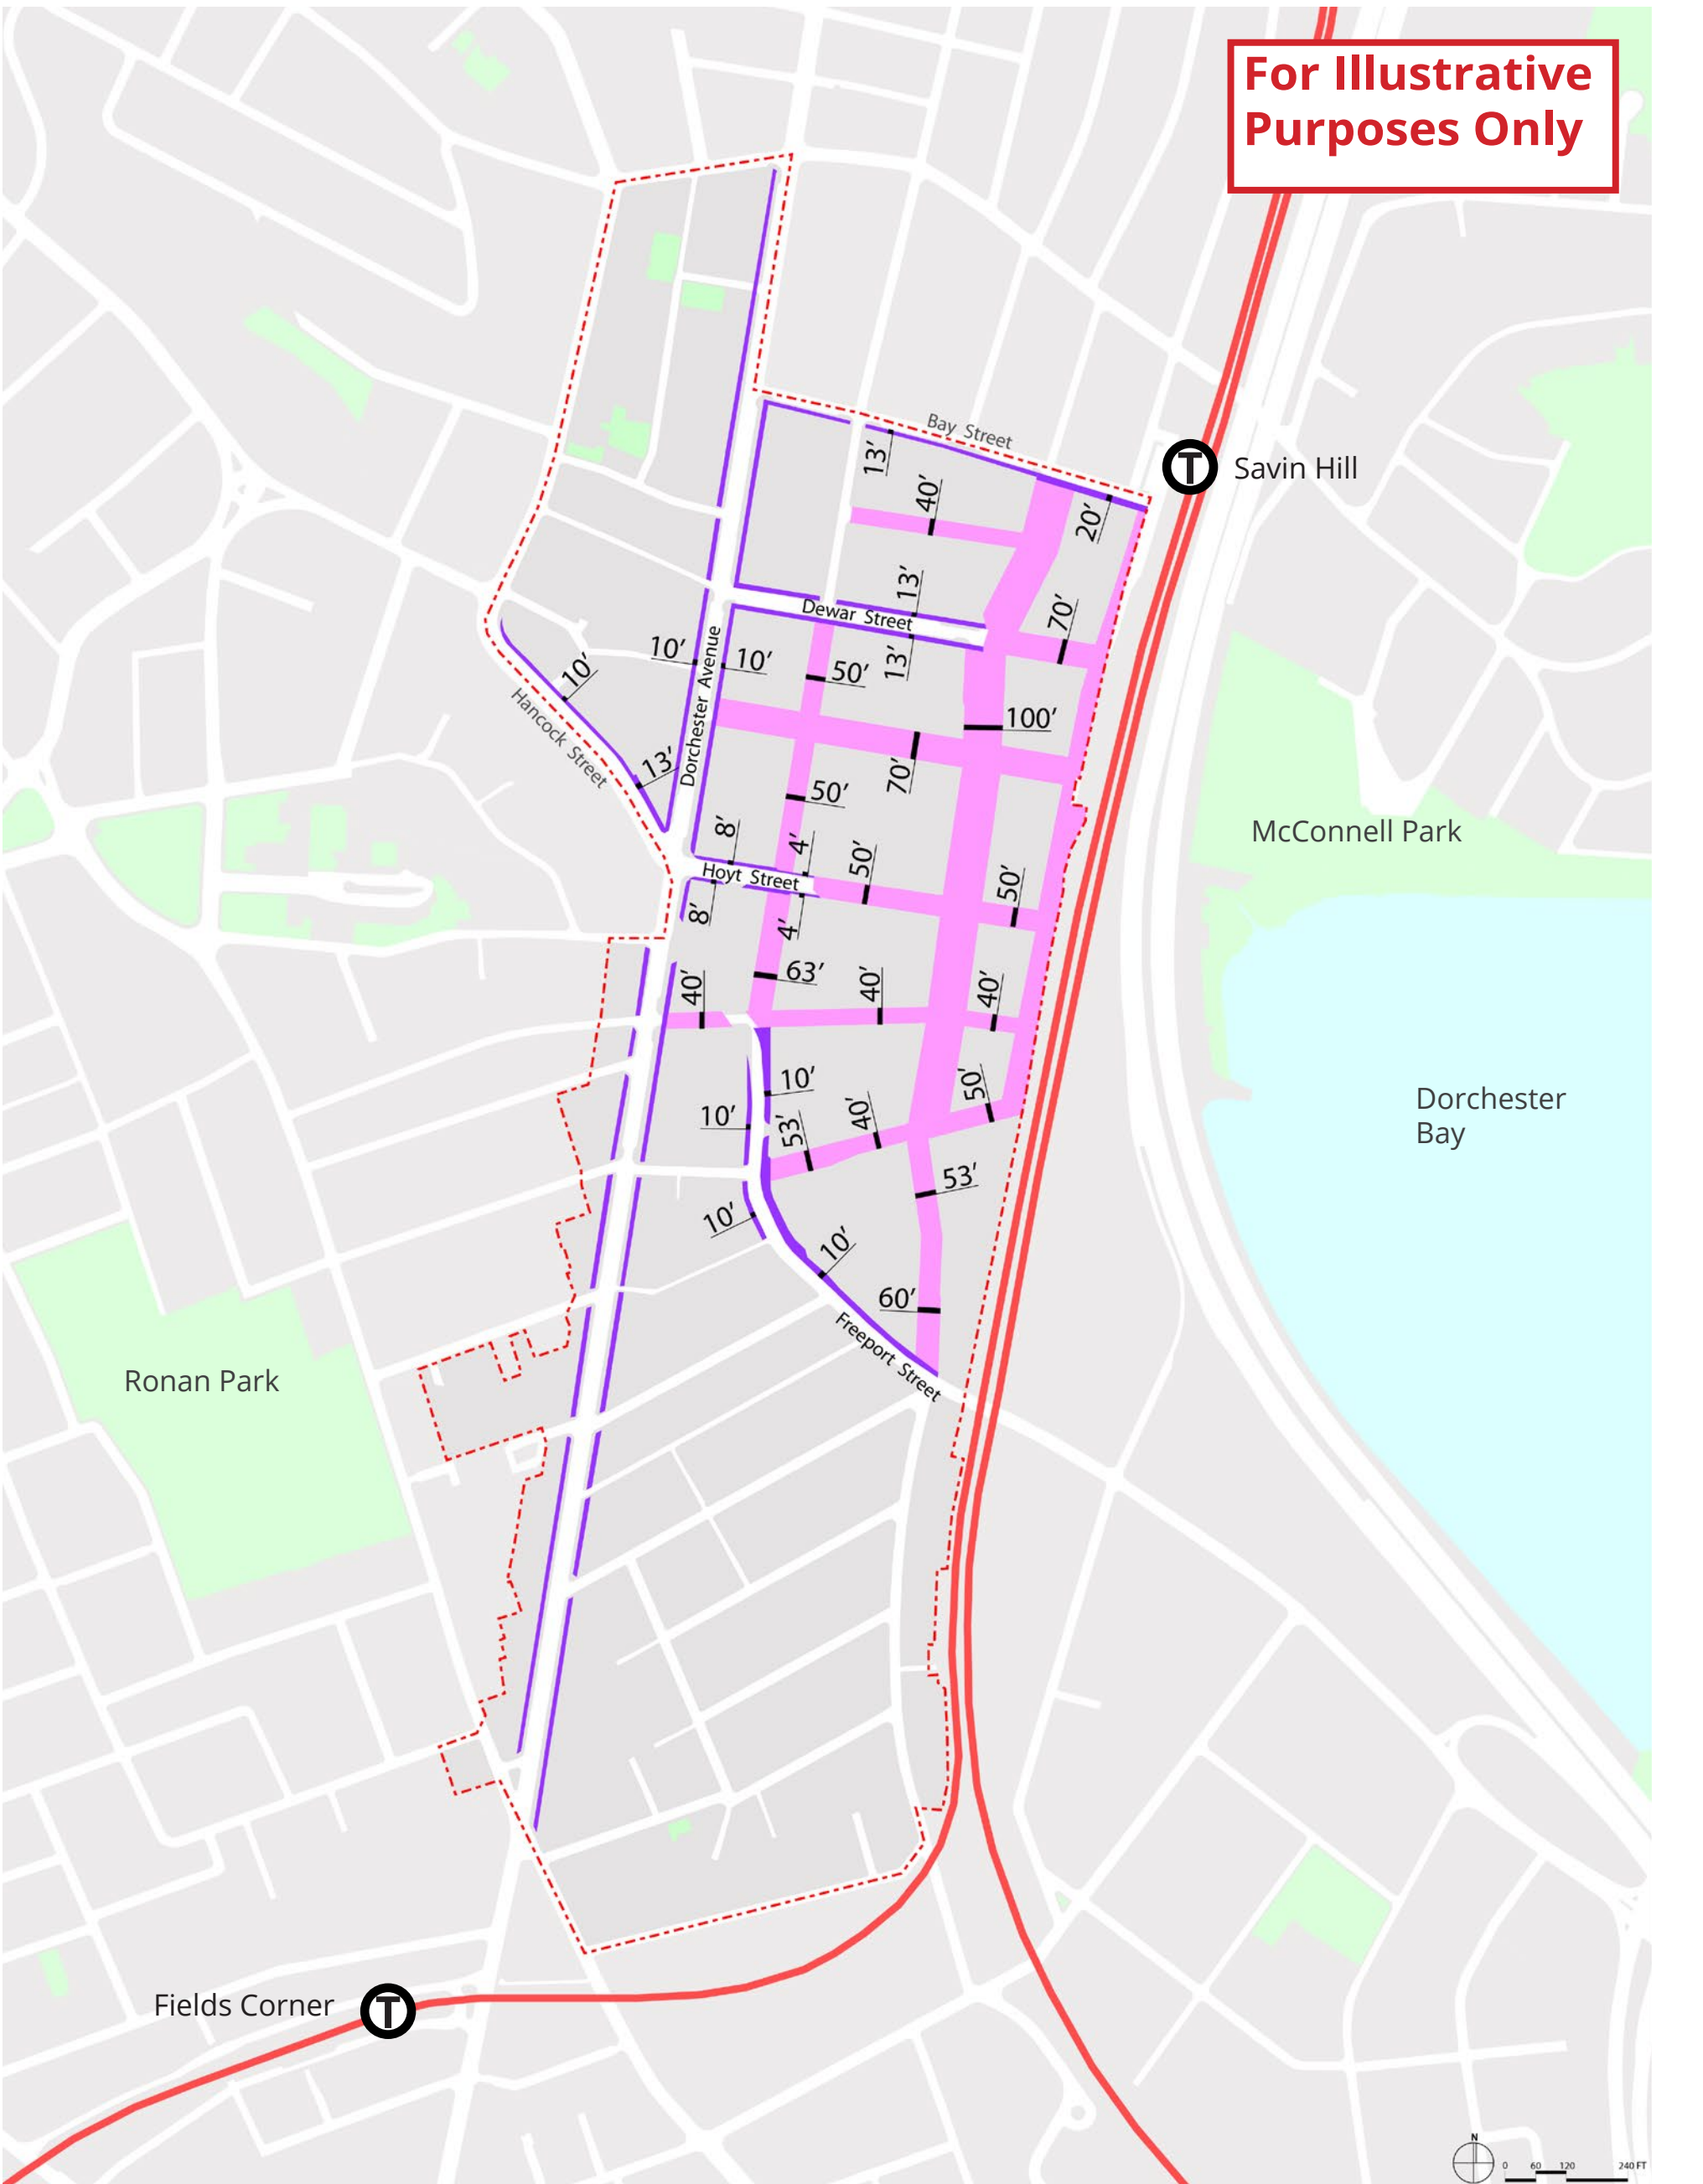 For Illustrative
Purposes Only
Bay Street
13′
40′
20′
T
Savin Hill
13′
Dewar Street
70′
13′
10′
10′
50′
10′
100′
Hancock Street
Dorchester Avenue
13′
70′
50′
McConnell Park
8′
4′
50′
Hoyt Street
50′
8′
4′
40′
63′
40′
40′
10′
50′
10′
53′
40′
Dorchester
Bay
53′
10′
10′
60′
Freeport Street
Ronan Park
Fields Corner
T
N
0 60 120 240 FT